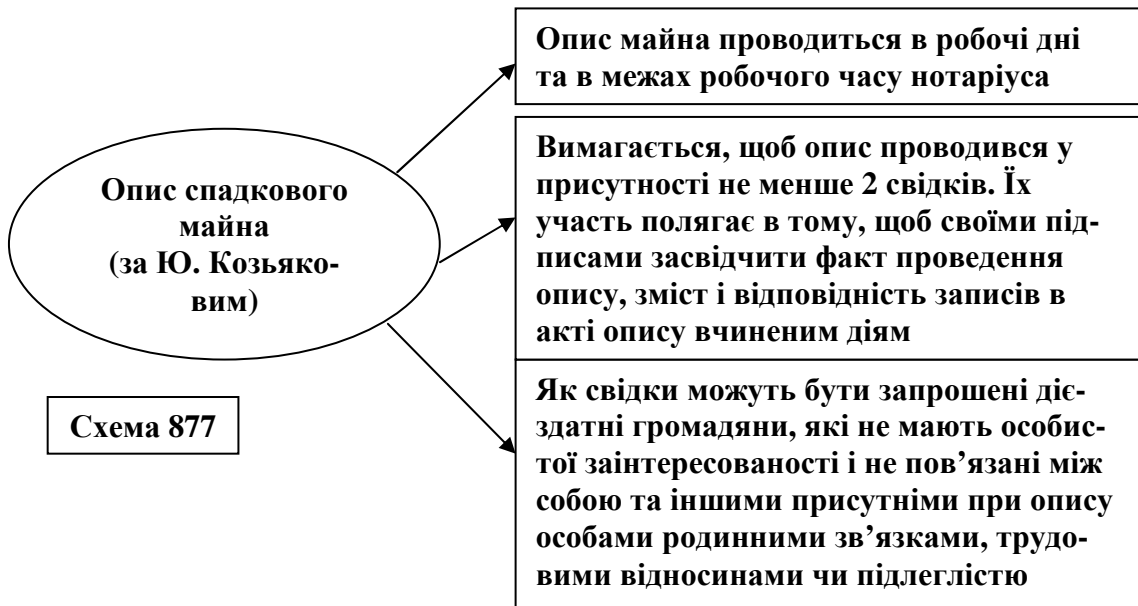 Опис спадкового
майна
(за Ю. Козьяко-
вим)
Схема 877
Опис майна проводиться в робочі дні
та в межах робочого часу нотаріуса
Вимагається, щоб опис проводився у
присутності не менше 2 свідків. Їх
участь полягає в тому, щоб своїми під-
писами засвідчити факт проведення
опису, зміст і відповідність записів в
акті опису вчиненим діям
Як свідки можуть бути запрошені діє-
здатні громадяни, які не мають особис-
тої заінтересованості і не пов’язані між
собою та іншими присутніми при опису
особами родинними зв’язками, трудо-
вими відносинами чи підлеглістю